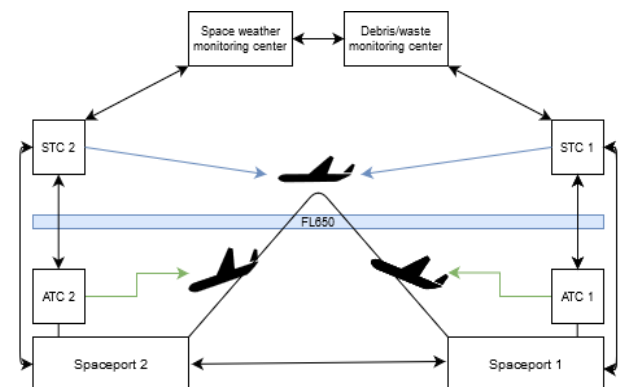 Space weather
monitoring center
Debris/waste
monitoring center
STC 2
STC 1
FL650
ATC 2
ATC 1
Spaceport 2
Spaceport 1